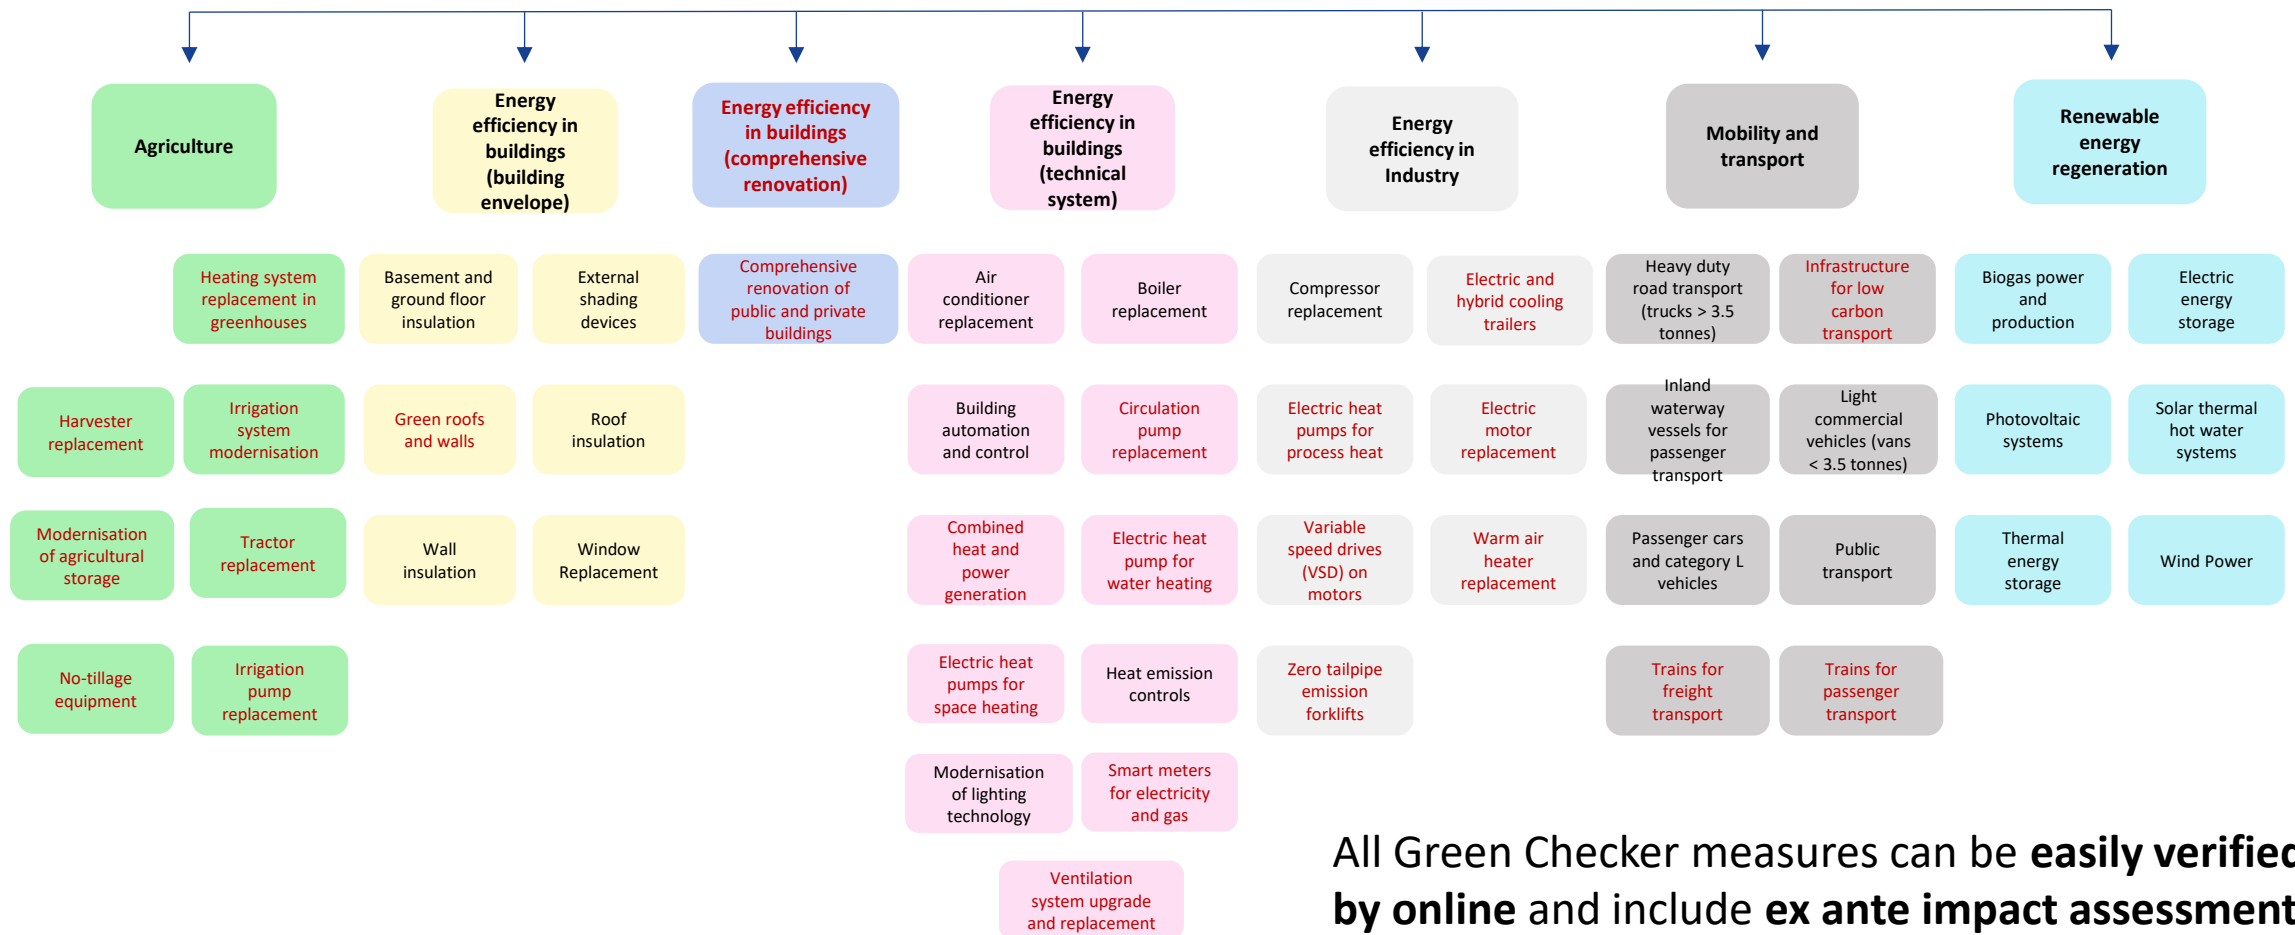 Agriculture
Energy
efficiency in
buildings
(building
envelope)
Energy efficiency
in buildings
(comprehensive
renovation)
Energy
efficiency in
buildings
(technical
system)
Energy
efficiency in
Industry
Mobility and
transport
Renewable
energy
regeneration
Heating system
replacement in
greenhouses
Basement and
ground floor
insulation
External
shading
devices
Comprehensive
renovation of
public and private
buildings
Air
conditioner
replacement
Boiler
replacement
Compressor
replacement
Electric and
hybrid cooling
trailers
Heavy duty
road transport
(trucks > 3.5
tonnes)
Infrastructure
for low
carbon
transport
Biogas power
and
production
Electric
energy
storage
Harvester
replacement
Irrigation
system
modernisation
Green roofs
and walls
Roof
insulation
Building
automation
and control
Circulation
pump
replacement
Electric heat
pumps for
process heat
Electric
motor
replacement
Inland
waterway
vessels for
passenger
transport
Light
commercial
vehicles (vans
< 3.5 tonnes)
Photovoltaic
systems
Solar thermal
hot water
systems
Modernisation
of agricultural
storage
Tractor
replacement
Wall
insulation
Window
Replacement
Combined
heat and
power
generation
Electric heat
pump for
water heating
Variable
speed drives
(VSD) on
motors
Warm air
heater
replacement
Passenger cars
and category L
vehicles
Public
transport
Thermal
energy
storage
Wind Power
No-tillage
equipment
Irrigation
pump
replacement
Electric heat
pumps for
space heating
Heat emission
controls
Zero tailpipe
emission
forklifts
Trains for
freight
transport
Trains for
passenger
transport
Modernisation
of lighting
technology
Smart meters
for electricity
and gas
Ventilation
system upgrade
and replacement
All Green Checker measures can be easily verified
by online and include ex ante impact assessment